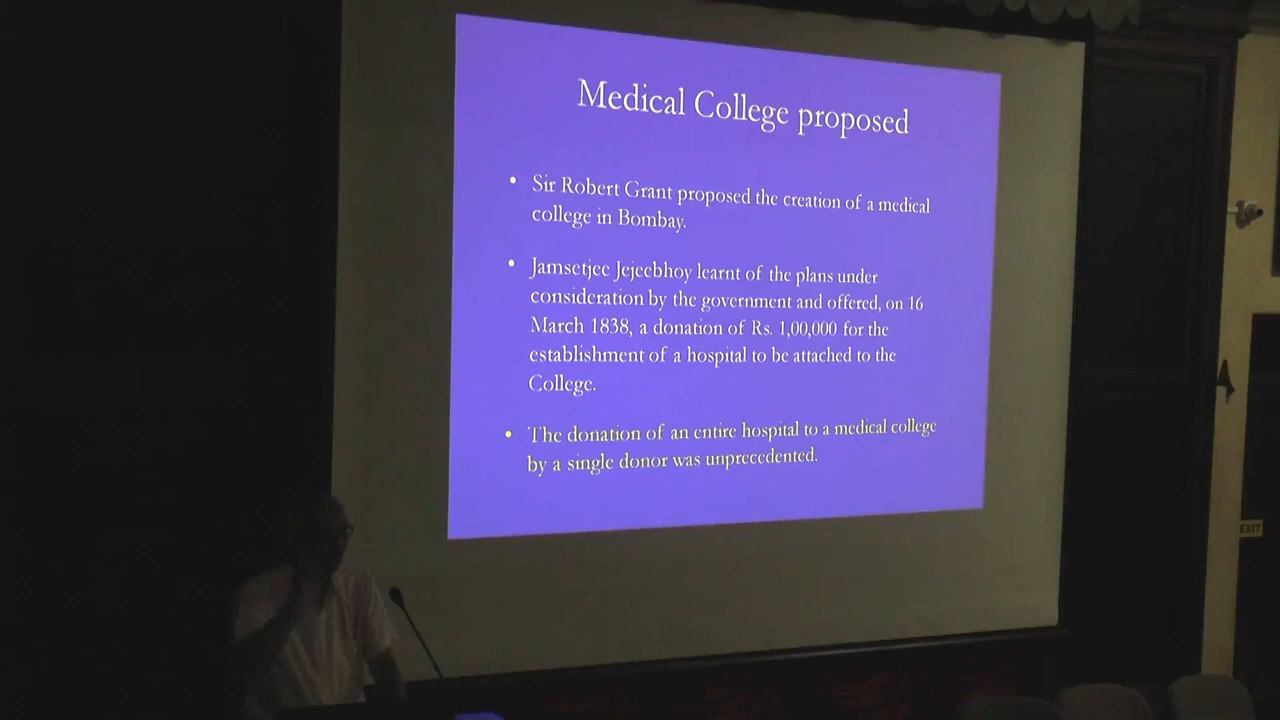 Medical College proposed
• Sir Robert Grant proposed the creation of a medical
college in Bombay.
• Jamsetjee Jejeebhoy learnt of the plans under
consideration by the government and offered, on 16
March 1838, a donation of Rs. 1,00,000 for the
establishment of a hospital to be attached to the
College.
• The donation of an entire hospital to a medical college
by a single donor was unprecedented.
EXIT